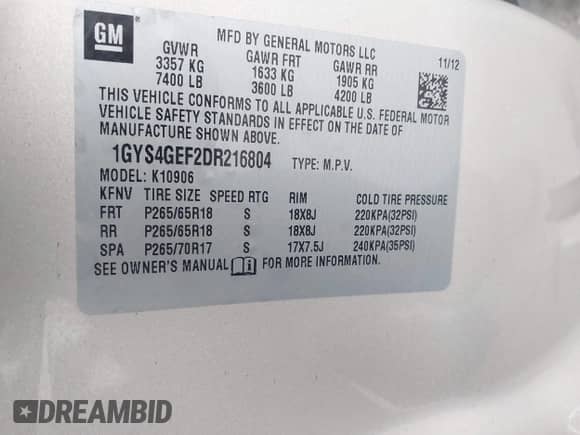 GM
MFD BY GENERAL MOTORS LLC
11/12
GVWR GAWR FRT GAWR RR
3357 KG 1633 KG 1905 KG
7400 LB 3600 LB 4200 LB
THIS VEHICLE CONFORMS TO ALL APPLICABLE U.S. FEDERAL MOTOR
VEHICLE SAFETY STANDARDS IN EFFECT ON THE DATE OF
MANUFACTURE SHOWN ABOVE.
1GYS4GEF2DR216804 TYPE: M.P.V.
MODEL: K10906
KFNV TIRE SIZE SPEED RTG RIM COLD TIRE PRESSURE
FRT P265/65R18 S 18X8J 220KPA(32PSI)
RR P265/65R18 S 18X8J 220KPA(32PSI)
SPA P265/70R17 S 17X7.5J 240KPA(35PSI)
SEE OWNER'S MANUAL FOR MORE INFORMATION.
DREAMBID